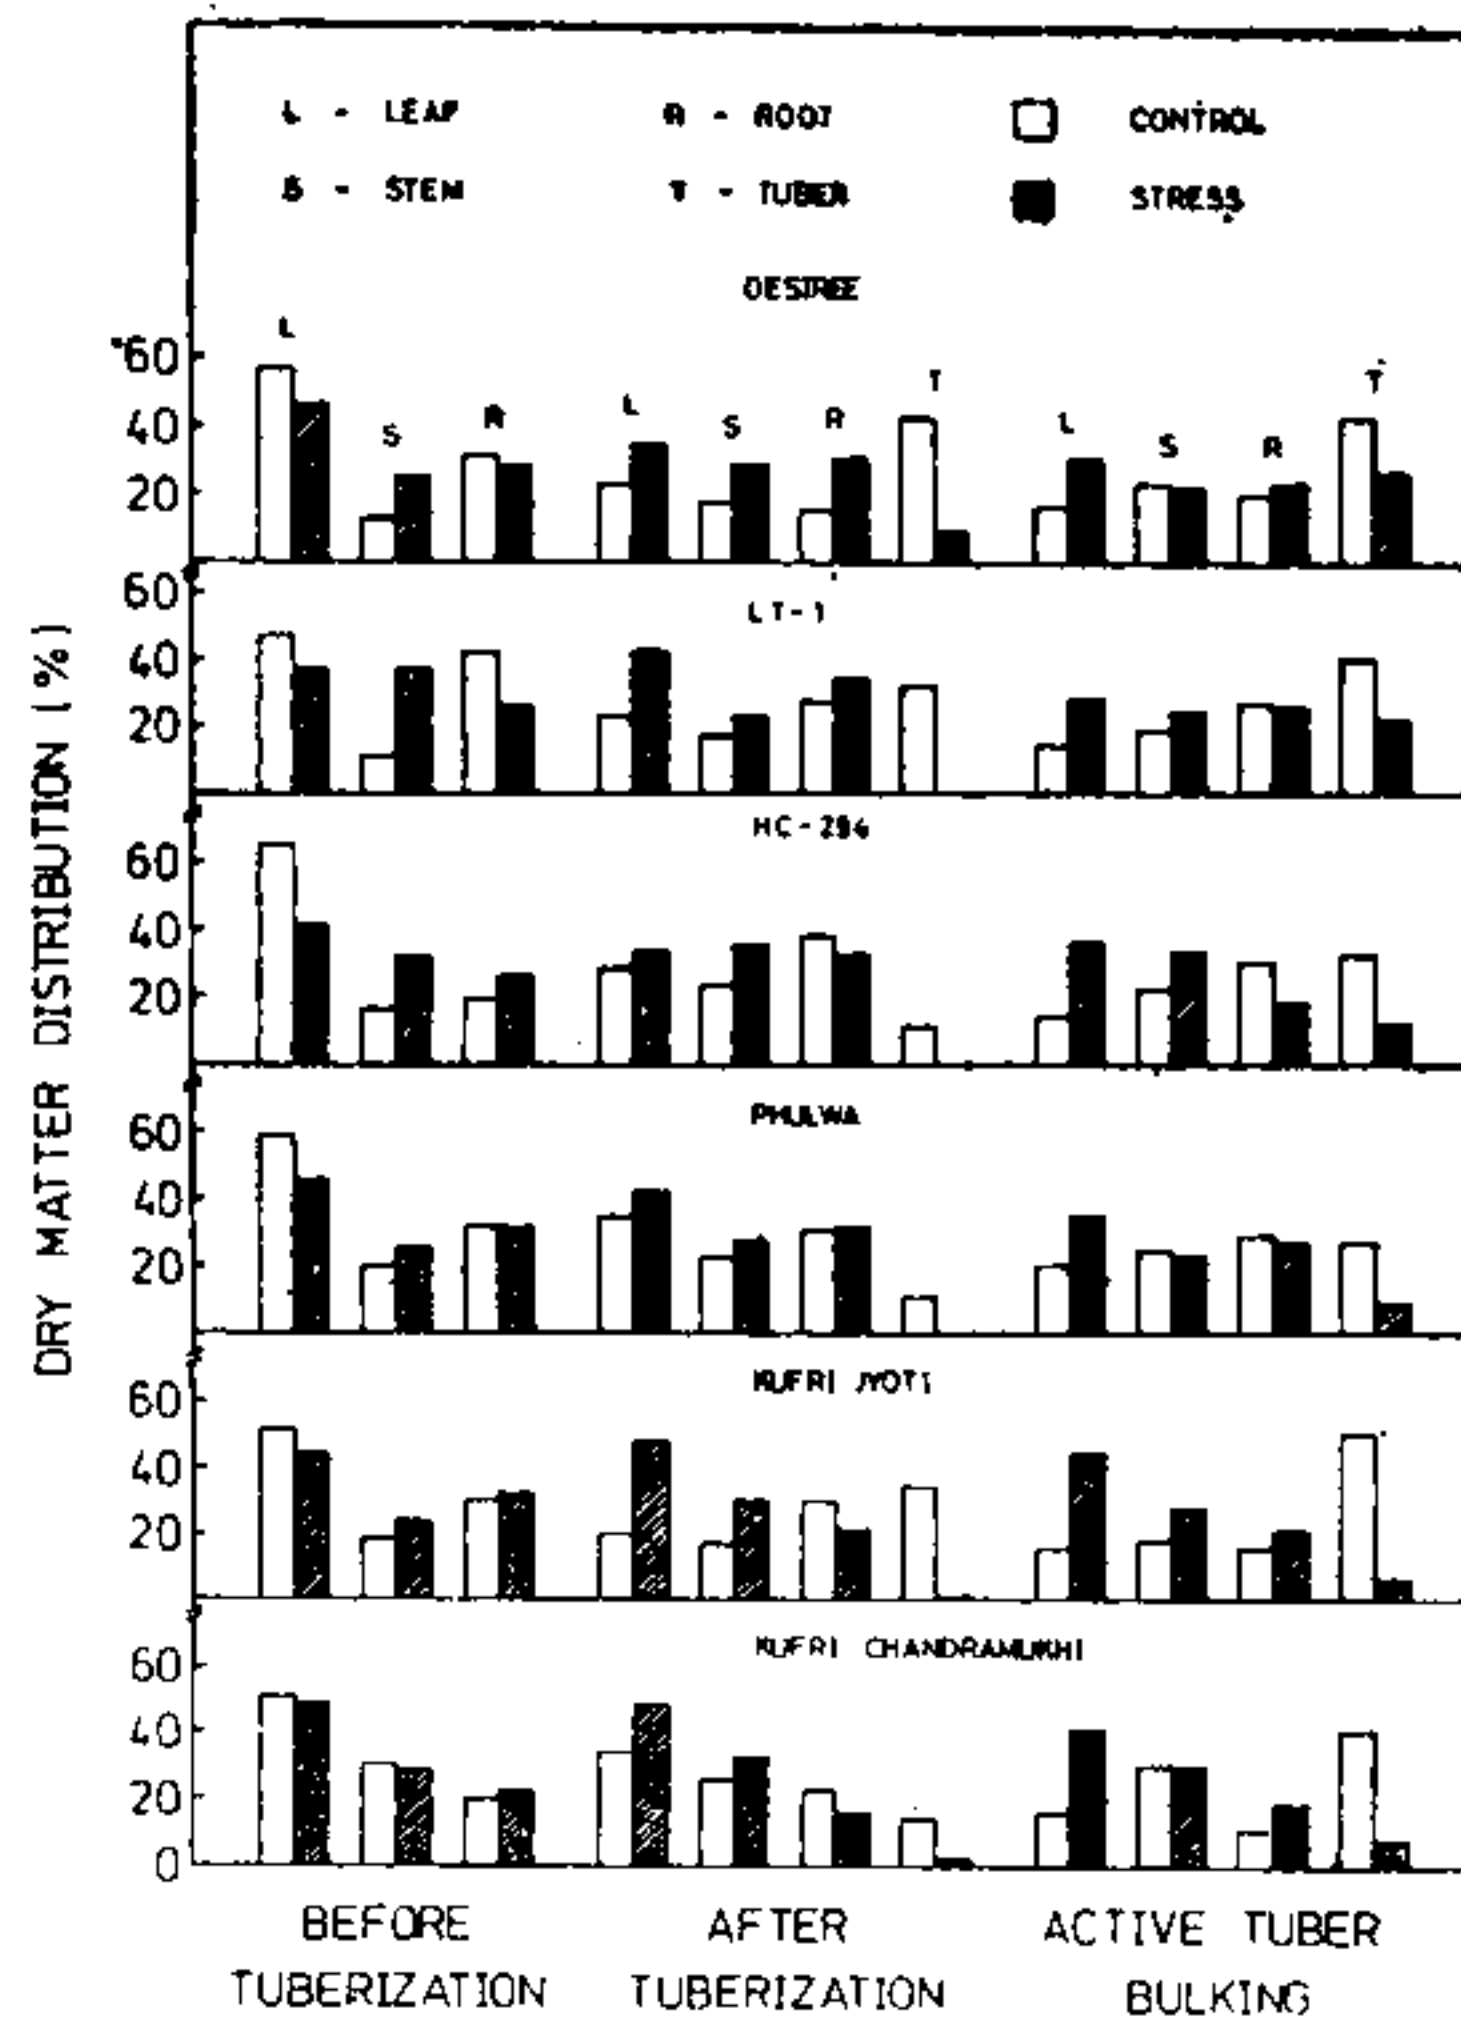 L - LEAF R - ROOT CONTROL
S - STEM T - TUBER STRESS
DESIREE
L S R L S R T L S R T
60
40
20
LT-1
60
40
20
HC-294
60
40
20
PHULWA
60
40
20
KUFRI JYOTI
60
40
20
KUFRI CHANDRAMUKHI
60
40
20
0
DRY MATTER DISTRIBUTION (%)
BEFORE TUBERIZATION
AFTER TUBERIZATION
ACTIVE TUBER BULKING